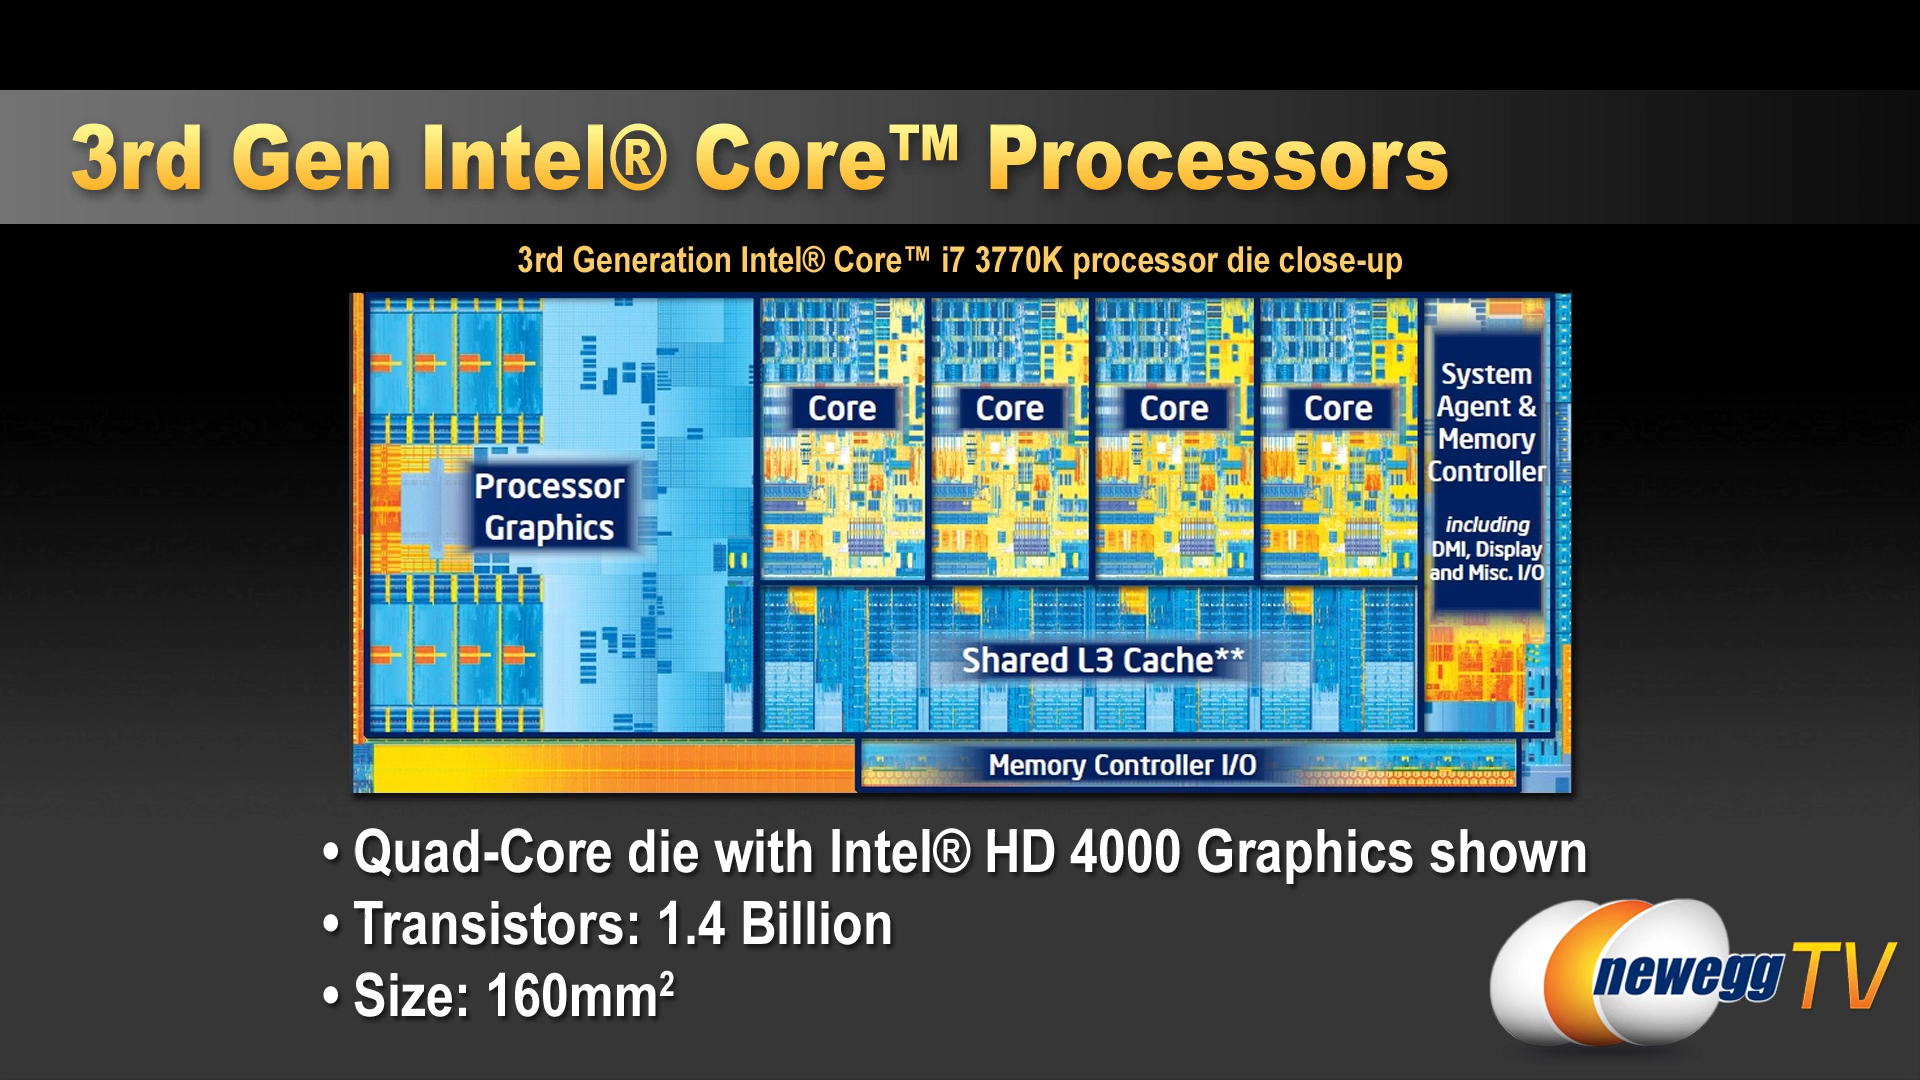 3rd Gen Intel® Core™ Processors
3rd Generation Intel® Core™ i7 3770K processor die close-up
Processor
Graphics
Core
Core
Core
Core
System
Agent &
Memory
Controller
including
DMI, Display
and Misc. I/O
Shared L3 Cache**
Memory Controller I/O
• Quad-Core die with Intel® HD 4000 Graphics shown
• Transistors: 1.4 Billion
• Size: 160mm²
newegg TV